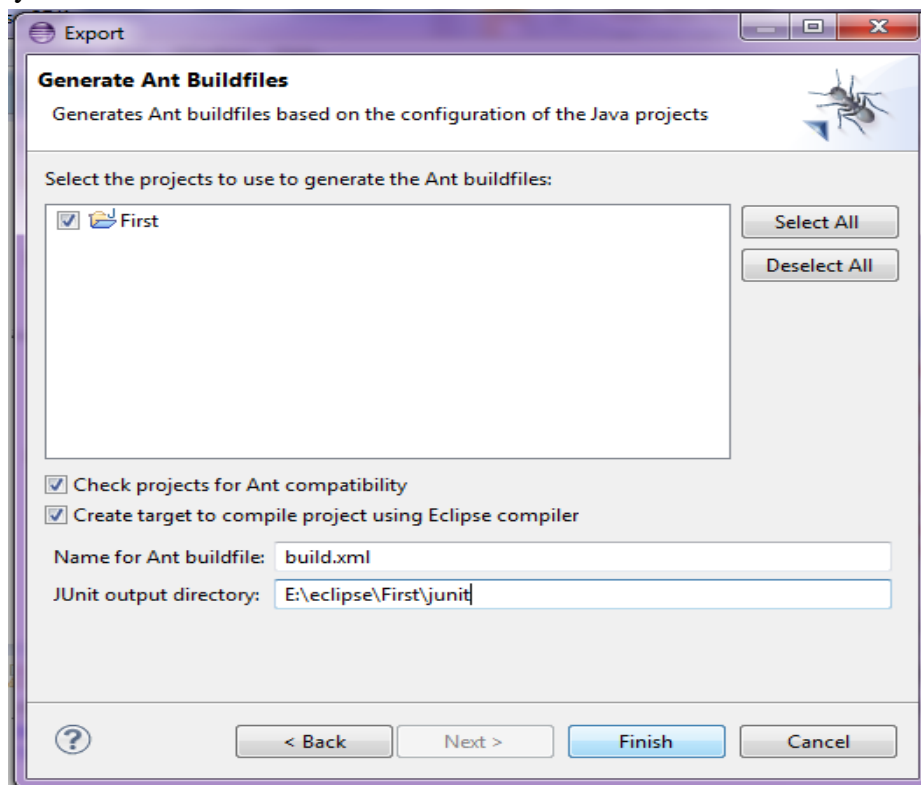 Export
Generate Ant Buildfiles
Generates Ant buildfiles based on the configuration of the Java projects
Select the projects to use to generate the Ant buildfiles:
First
Select All
Deselect All
Check projects for Ant compatibility
Create target to compile project using Eclipse compiler
Name for Ant buildfile: build.xml
JUnit output directory: E:\eclipse\First\junit
? < Back Next > Finish Cancel